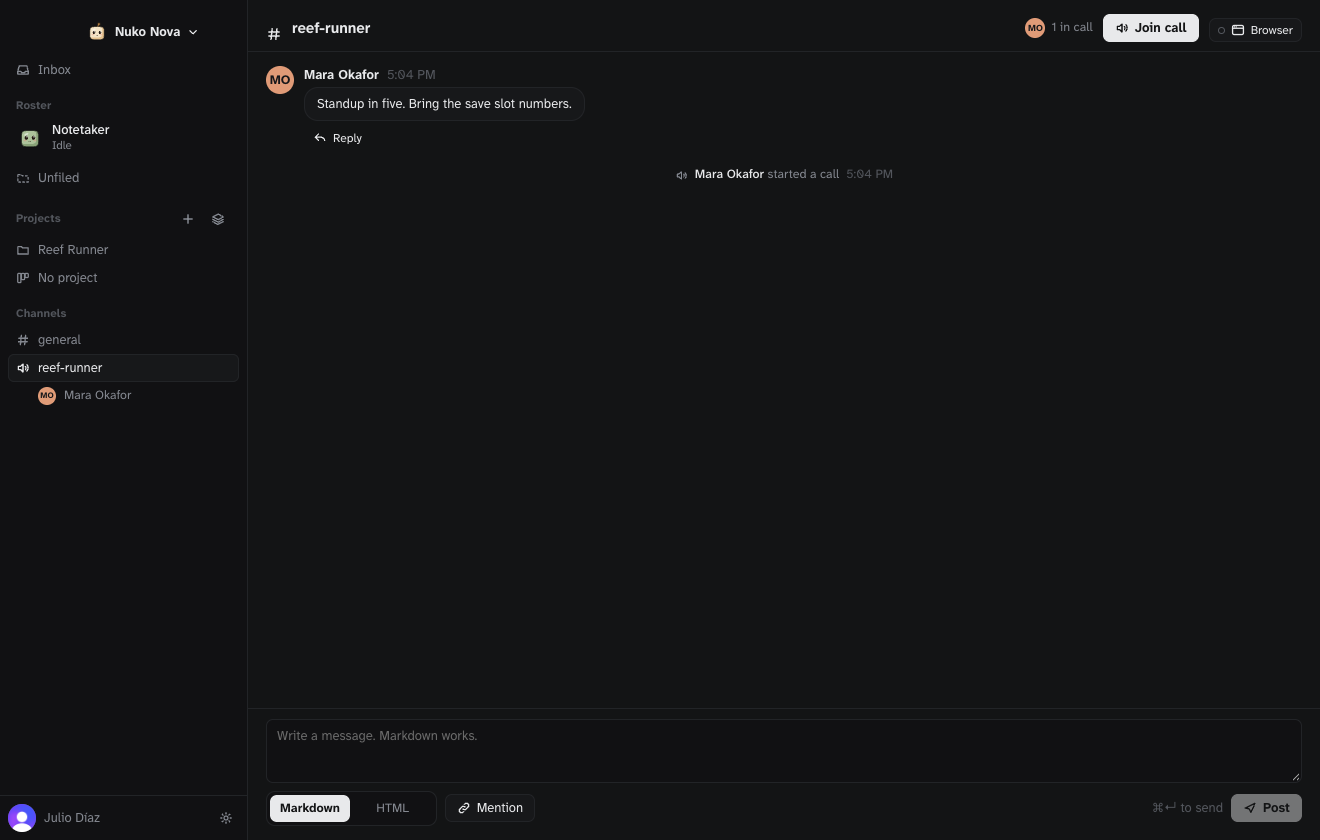 Nuko Nova
Inbox
Roster
Notetaker
Idle
Unfiled
Projects
Reef Runner
No project
Channels
general
reef-runner
MO Mara Okafor
Julio Díaz
# reef-runner
MO 1 in call
Join call
Browser
MO Mara Okafor 5:04 PM
Standup in five. Bring the save slot numbers.
Reply
Mara Okafor started a call 5:04 PM
Write a message. Markdown works.
Markdown
HTML
Mention
⌘↵ to send
Post